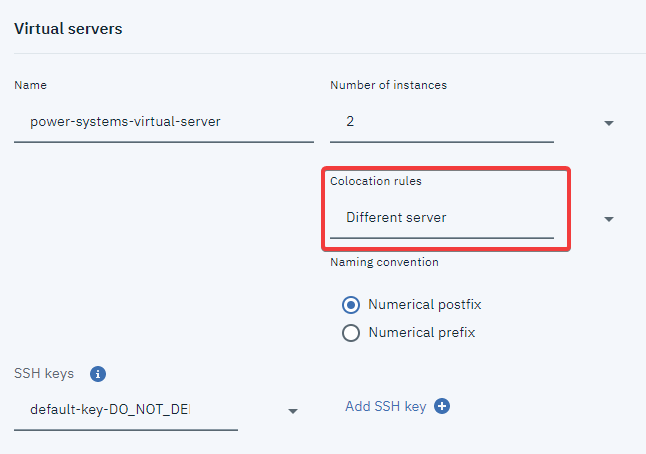 Virtual servers
Name
Number of instances
power-systems-virtual-server
2
Colocation rules
Different server
Naming convention
Numerical postfix
Numerical prefix
SSH keys
default-key-DO_NOT_DE
Add SSH key